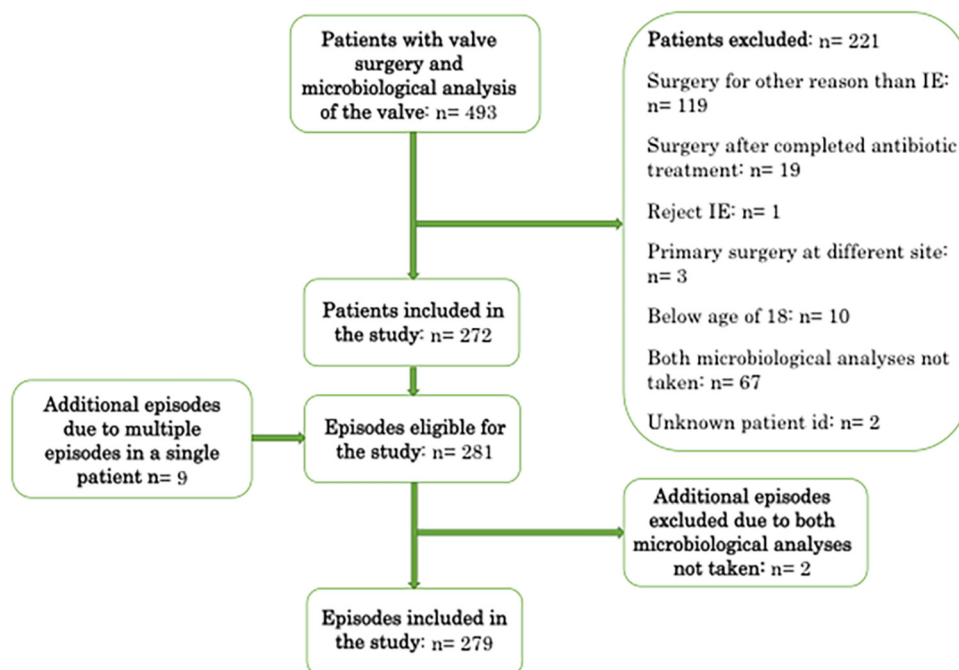 Patients with valve
surgery and
microbiological analysis
of the valve: n= 493
Patients excluded: n= 221
Surgery for other reason than IE:
n= 119
Surgery after completed antibiotic
treatment: n= 19
Reject IE: n= 1
Primary surgery at different site:
n= 3
Below age of 18: n= 10
Both microbiological analyses not
taken: n= 67
Unknown patient id: n= 2
Patients included in
the study: n= 272
Additional episodes
due to multiple
episodes in a single
patient n= 9
Episodes eligible for
the study: n= 281
Additional episodes
excluded due to both
microbiological analyses
not taken: n= 2
Episodes included in
the study: n= 279